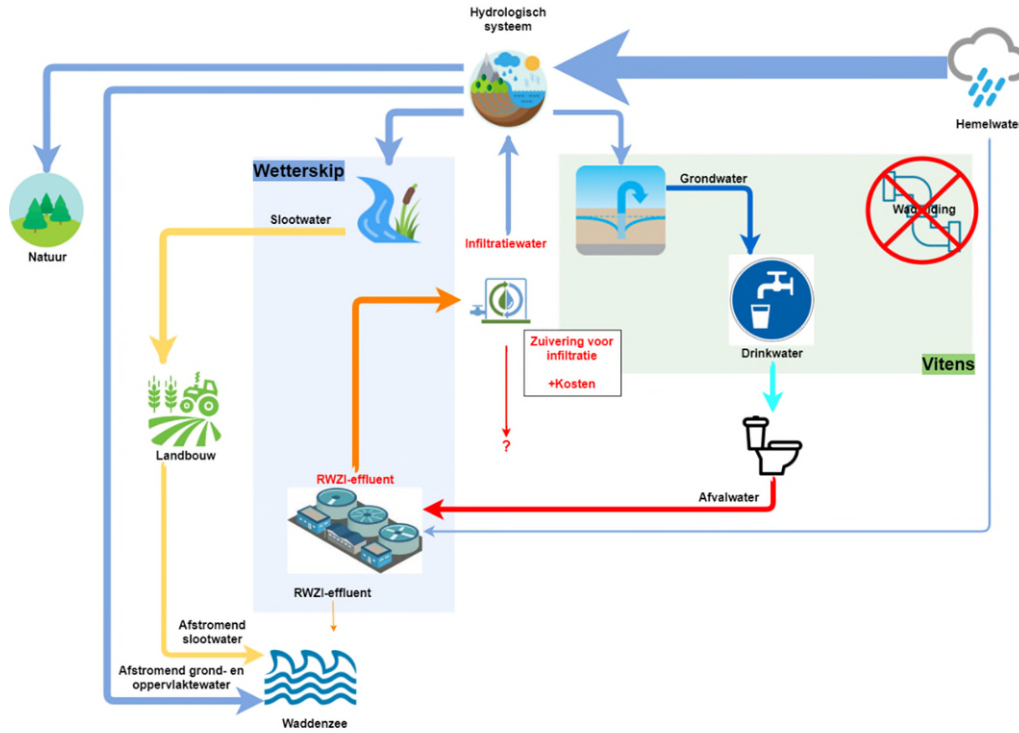 Hydrologisch
systeem
Hemelwater
Wetterskip
Grondwater
Wadleiding
Slootwater
Infiltratiewater
Natuur
Zuivering voor
infiltratie
+Kosten
Drinkwater
Vitens
?
Landbouw
RWZI-effluent
Afvalwater
RWZI-effluent
Afstromend
slootwater
Afstromend grond- en
oppervlaktewater
Waddenzee